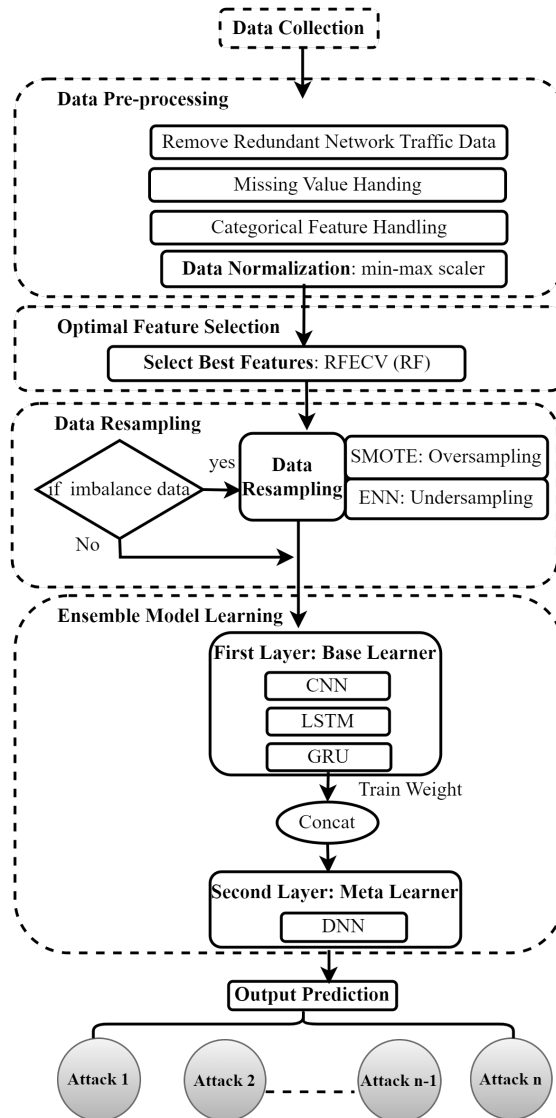 Data Collection
Data Pre-processing
Remove Redundant Network Traffic Data
Missing Value Handing
Categorical Feature Handling
Data Normalization: min-max scaler
Optimal Feature Selection
Select Best Features: RFECV (RF)
Data Resampling
if imbalance data
yes
No
Data
Resampling
SMOTE: Oversampling
ENN: Undersampling
Ensemble Model Learning
First Layer: Base Learner
CNN
LSTM
GRU
Train Weight
Concat
Second Layer: Meta Learner
DNN
Output Prediction
Attack 1
Attack 2
Attack n-1
Attack n